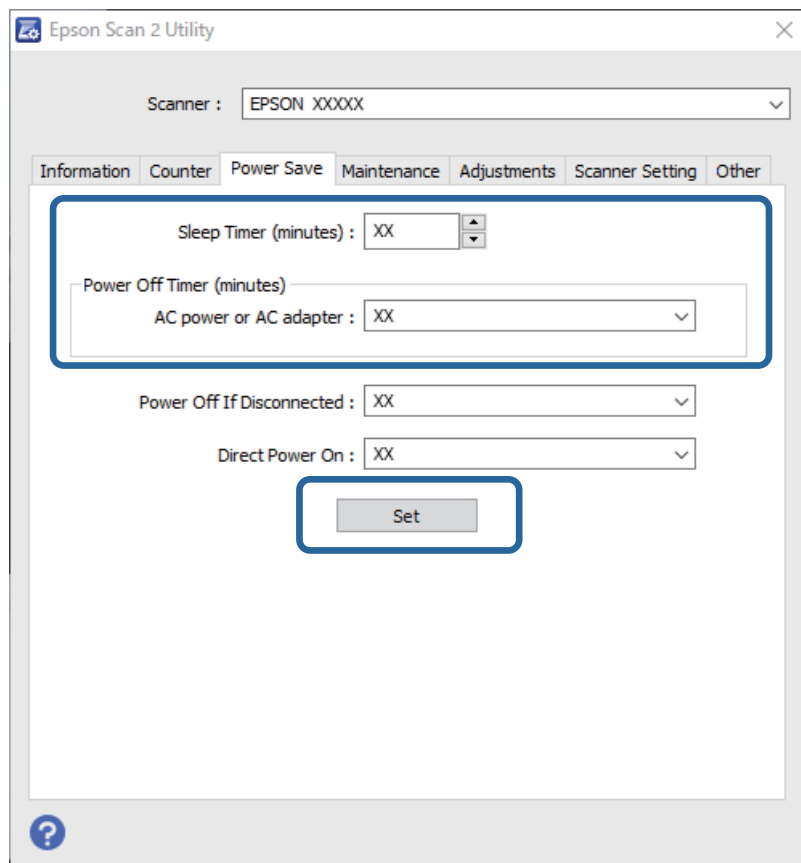 Epson Scan 2 Utility
Scanner : EPSON XXXXX
Information Counter Power Save Maintenance Adjustments Scanner Setting Other
Sleep Timer (minutes) : XX
Power Off Timer (minutes)
AC power or AC adapter : XX
Power Off If Disconnected : XX
Direct Power On : XX
Set
?